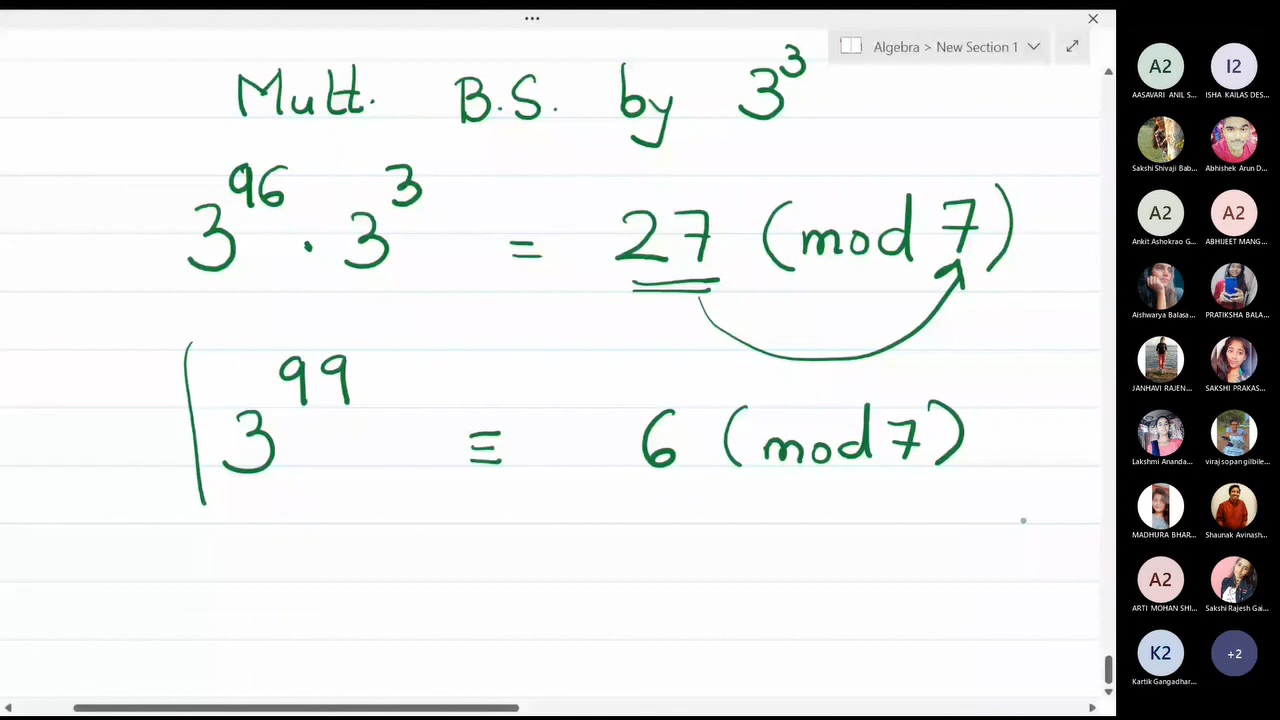 Algebra > New Section 1
Mult. B.S. by 3³
3⁹⁶ · 3³ = 27 (mod 7)
3⁹⁹ ≡ 6 (mod 7)
A2 I2
AASAVARI ANIL S... ISHA KAILAS DES...
Sakshi Shivaji Bab... Abhishek Arun D...
A2 A2
Ankit Ashokrao G... ABHIJEET MANG...
Aishwarya Balasa... PRATIKSHA BALA...
JANHAVI RAJEN... SAKSHI PRAKAS...
Lakshmi Ananda... viraj sopan gilbile...
MADHURA BHAR... Shaunak Avinash...
A2
ARTI MOHAN SHI... Sakshi Rajesh Gai...
K2 +2
Kartik Gangadhar...